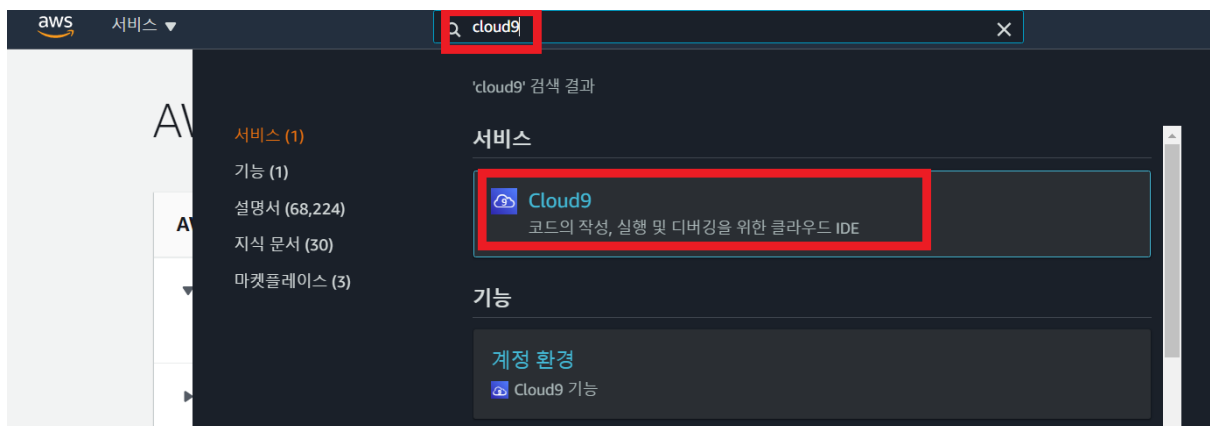 aws 서비스 ▼ cloud9
'cloud9' 검색 결과
AW
서비스 (1)
기능 (1)
설명서 (68,224)
지식 문서 (30)
마켓플레이스 (3)
서비스
Cloud9
코드의 작성, 실행 및 디버깅을 위한 클라우드 IDE
기능
계정 환경
Cloud9 기능